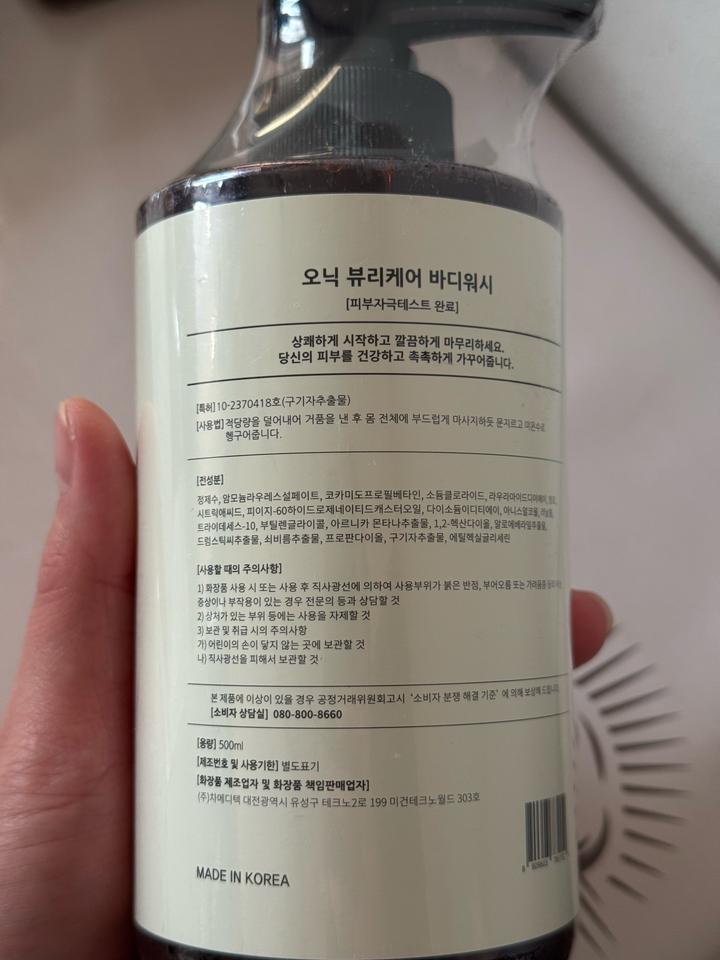 오닉 뷰리케어 바디워시
[피부자극테스트 완료]
상쾌하게 시작하고 깔끔하게 마무리하세요.
당신의 피부를 건강하고 촉촉하게 가꾸어줍니다.
[특허]10-2370418호(구기자추출물)
[사용법]적당량을 덜어내어 거품을 낸 후 몸 전체에 부드럽게 마사지하듯 문지르고 미온수로
헹구어줍니다.
[전성분]
정제수, 암모늄라우레스설페이트, 코카미도프로필베타인, 소듐클로라이드, 라우라마이드디이에이, 향료,
시트릭애씨드, 피이지-60하이드로제네이티드캐스터오일, 다이소듐이디티에이, 아니스알코올, 리날룰,
트라이데세스-10, 부틸렌글라이콜, 아르니카 몬타나추출물, 1,2-헥산다이올, 알로에베라잎추출물,
드럼스틱씨추출물, 쇠비름추출물, 프로판다이올, 구기자추출물, 에틸헥실글리세린
[사용할 때의 주의사항]
1) 화장품 사용 시 또는 사용 후 직사광선에 의하여 사용부위가 붉은 반점, 부어오름 또는 가려움증 등의
증상이나 부작용이 있는 경우 전문의 등과 상담할 것
2) 상처가 있는 부위 등에는 사용을 자제할 것
3) 보관 및 취급 시의 주의사항
가) 어린이의 손이 닿지 않는 곳에 보관할 것
나) 직사광선을 피해서 보관할 것
본 제품에 이상이 있을 경우 공정거래위원회고시 '소비자 분쟁 해결 기준' 에 의해 보상해 드립니다.
[소비자 상담실] 080-800-8660
[용량] 500ml
[제조번호 및 사용기한] 별도표기
[화장품 제조업자 및 화장품 책임판매업자]
(주)차메디텍 대전광역시 유성구 테크노2로 199 미건테크노월드 303호
MADE IN KOREA